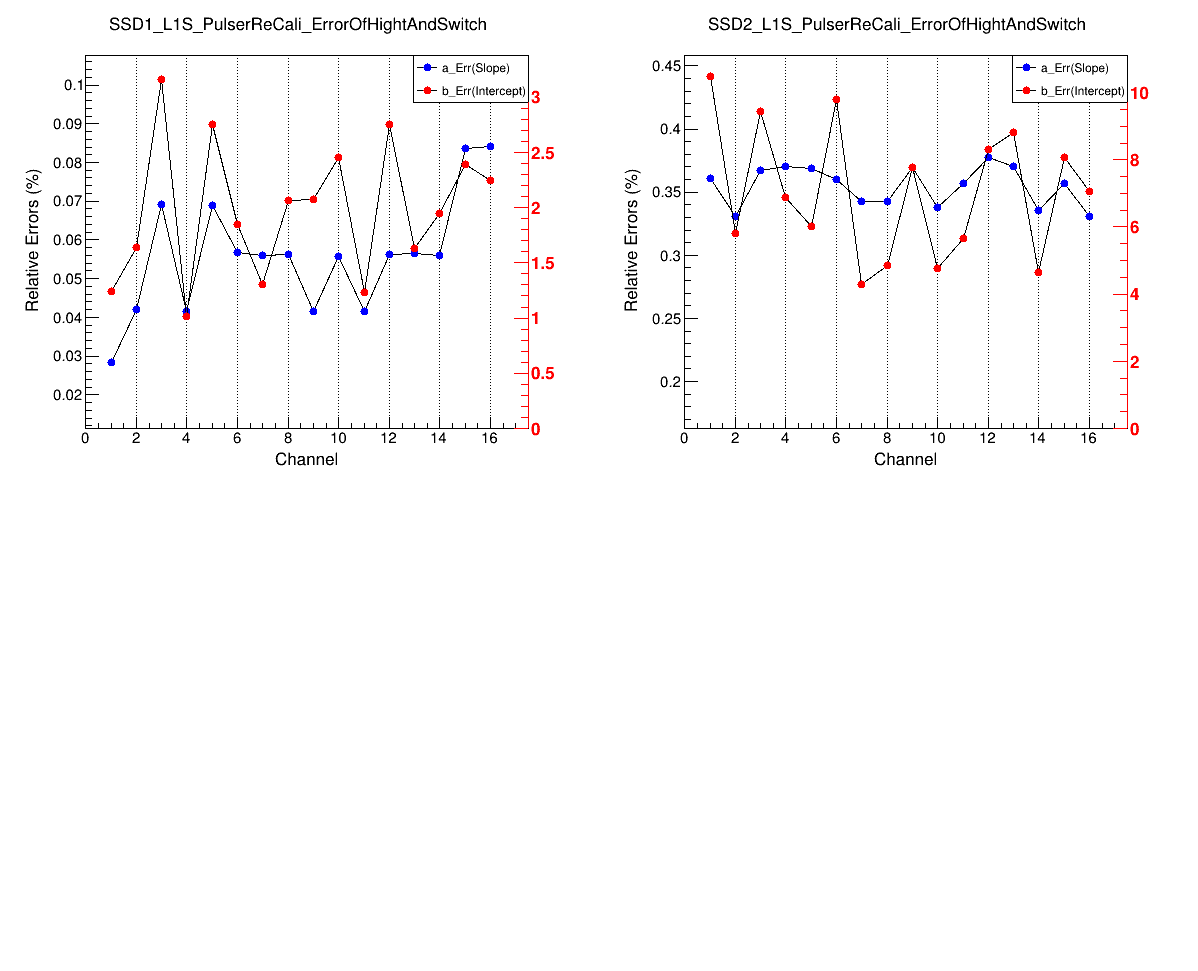 SSD1_L1S_PulserReCali_ErrorOfHightAndSwitch
a_Err(Slope)
b_Err(Intercept)
Relative Errors (%)
0.1
0.09
0.08
0.07
0.06
0.05
0.04
0.03
0.02
3
2.5
2
1.5
1
0.5
0
0 2 4 6 8 10 12 14 16
Channel
SSD2_L1S_PulserReCali_ErrorOfHightAndSwitch
a_Err(Slope)
b_Err(Intercept)
Relative Errors (%)
0.45
0.4
0.35
0.3
0.25
0.2
10
8
6
4
2
0
0 2 4 6 8 10 12 14 16
Channel